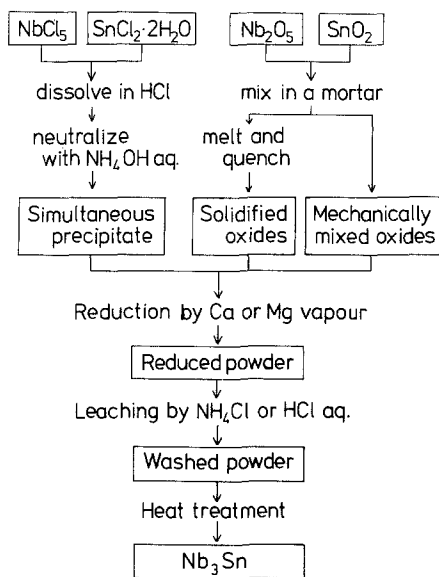 NbCl₅ SnCl₂·2H₂O Nb₂O₅ SnO₂
dissolve in HCl mix in a mortar
neutralize
with NH₄OH aq.
melt and
quench
Simultaneous
precipitate
Solidified
oxides
Mechanically
mixed oxides
Reduction by Ca or Mg vapour
Reduced powder
Leaching by NH₄Cl or HCl aq.
Washed powder
Heat treatment
Nb₃Sn